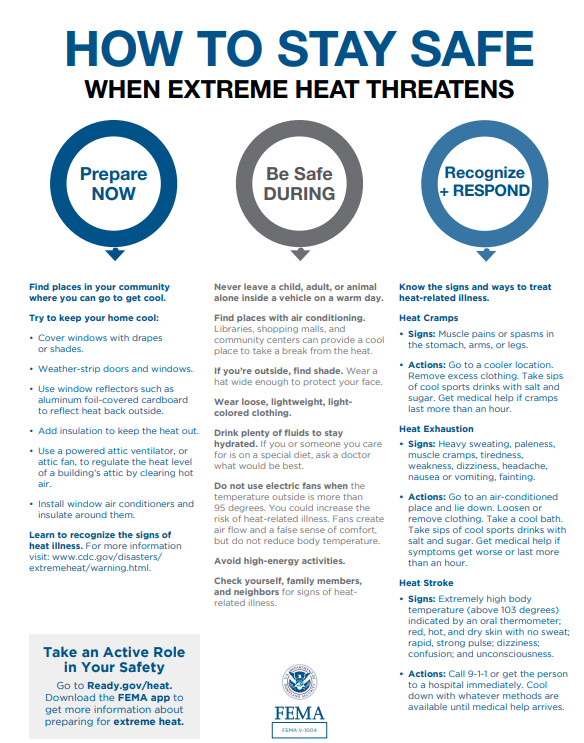 HOW TO STAY SAFE
WHEN EXTREME HEAT THREATENS
Prepare
NOW
Find places in your community
where you can go to get cool.
Try to keep your home cool:
• Cover windows with drapes
or shades.
• Weather-strip doors and windows.
• Use window reflectors such as
aluminum foil-covered cardboard
to reflect heat back outside.
• Add insulation to keep the heat out.
• Use a powered attic ventilator, or
attic fan, to regulate the heat level
of a building's attic by clearing hot
air.
• Install window air conditioners and
insulate around them.
Learn to recognize the signs of
heat illness. For more information
visit: www.cdc.gov/disasters/
extremeheat/warning.html.
Take an Active Role
in Your Safety
Go to Ready.gov/heat.
Download the FEMA app to
get more information about
preparing for extreme heat.
Be Safe
DURING
Never leave a child, adult, or animal
alone inside a vehicle on a warm day.
Find places with air conditioning.
Libraries, shopping malls, and
community centers can provide a cool
place to take a break from the heat.
If you're outside, find shade. Wear a
hat wide enough to protect your face.
Wear loose, lightweight, light-
colored clothing.
Drink plenty of fluids to stay
hydrated. If you or someone you care
for is on a special diet, ask a doctor
what would be best.
Do not use electric fans when the
temperature outside is more than
95 degrees. You could increase the
risk of heat-related illness. Fans create
air flow and a false sense of comfort,
but do not reduce body temperature.
Avoid high-energy activities.
Check yourself, family members,
and neighbors for signs of heat-
related illness.
FEMA
FEMA V-1004
Recognize
+ RESPOND
Know the signs and ways to treat
heat-related illness.
Heat Cramps
• Signs: Muscle pains or spasms in
the stomach, arms, or legs.
• Actions: Go to a cooler location.
Remove excess clothing. Take sips
of cool sports drinks with salt and
sugar. Get medical help if cramps
last more than an hour.
Heat Exhaustion
• Signs: Heavy sweating, paleness,
muscle cramps, tiredness,
weakness, dizziness, headache,
nausea or vomiting, fainting.
• Actions: Go to an air-conditioned
place and lie down. Loosen or
remove clothing. Take a cool bath.
Take sips of cool sports drinks with
salt and sugar. Get medical help if
symptoms get worse or last more
than an hour.
Heat Stroke
• Signs: Extremely high body
temperature (above 103 degrees)
indicated by an oral thermometer;
red, hot, and dry skin with no sweat;
rapid, strong pulse; dizziness;
confusion; and unconsciousness.
• Actions: Call 9-1-1 or get the person
to a hospital immediately. Cool
down with whatever methods are
available until medical help arrives.